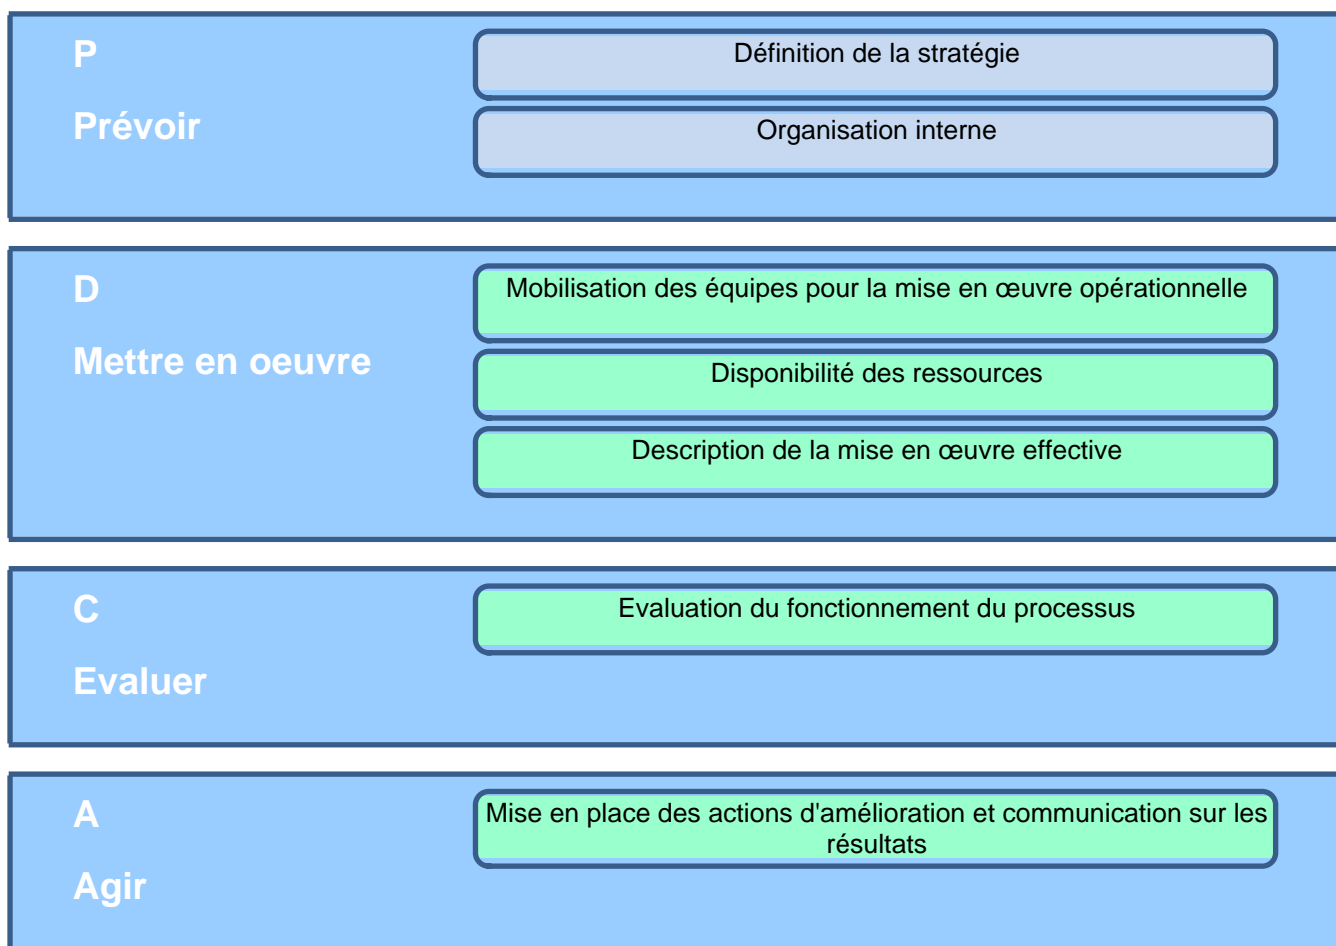 P
Prévoir
Définition de la stratégie
Organisation interne
D
Mettre en oeuvre
Mobilisation des équipes pour la mise en œuvre opérationnelle
Disponibilité des ressources
Description de la mise en œuvre effective
C
Evaluer
Evaluation du fonctionnement du processus
A
Agir
Mise en place des actions d'amélioration et communication sur les
résultats